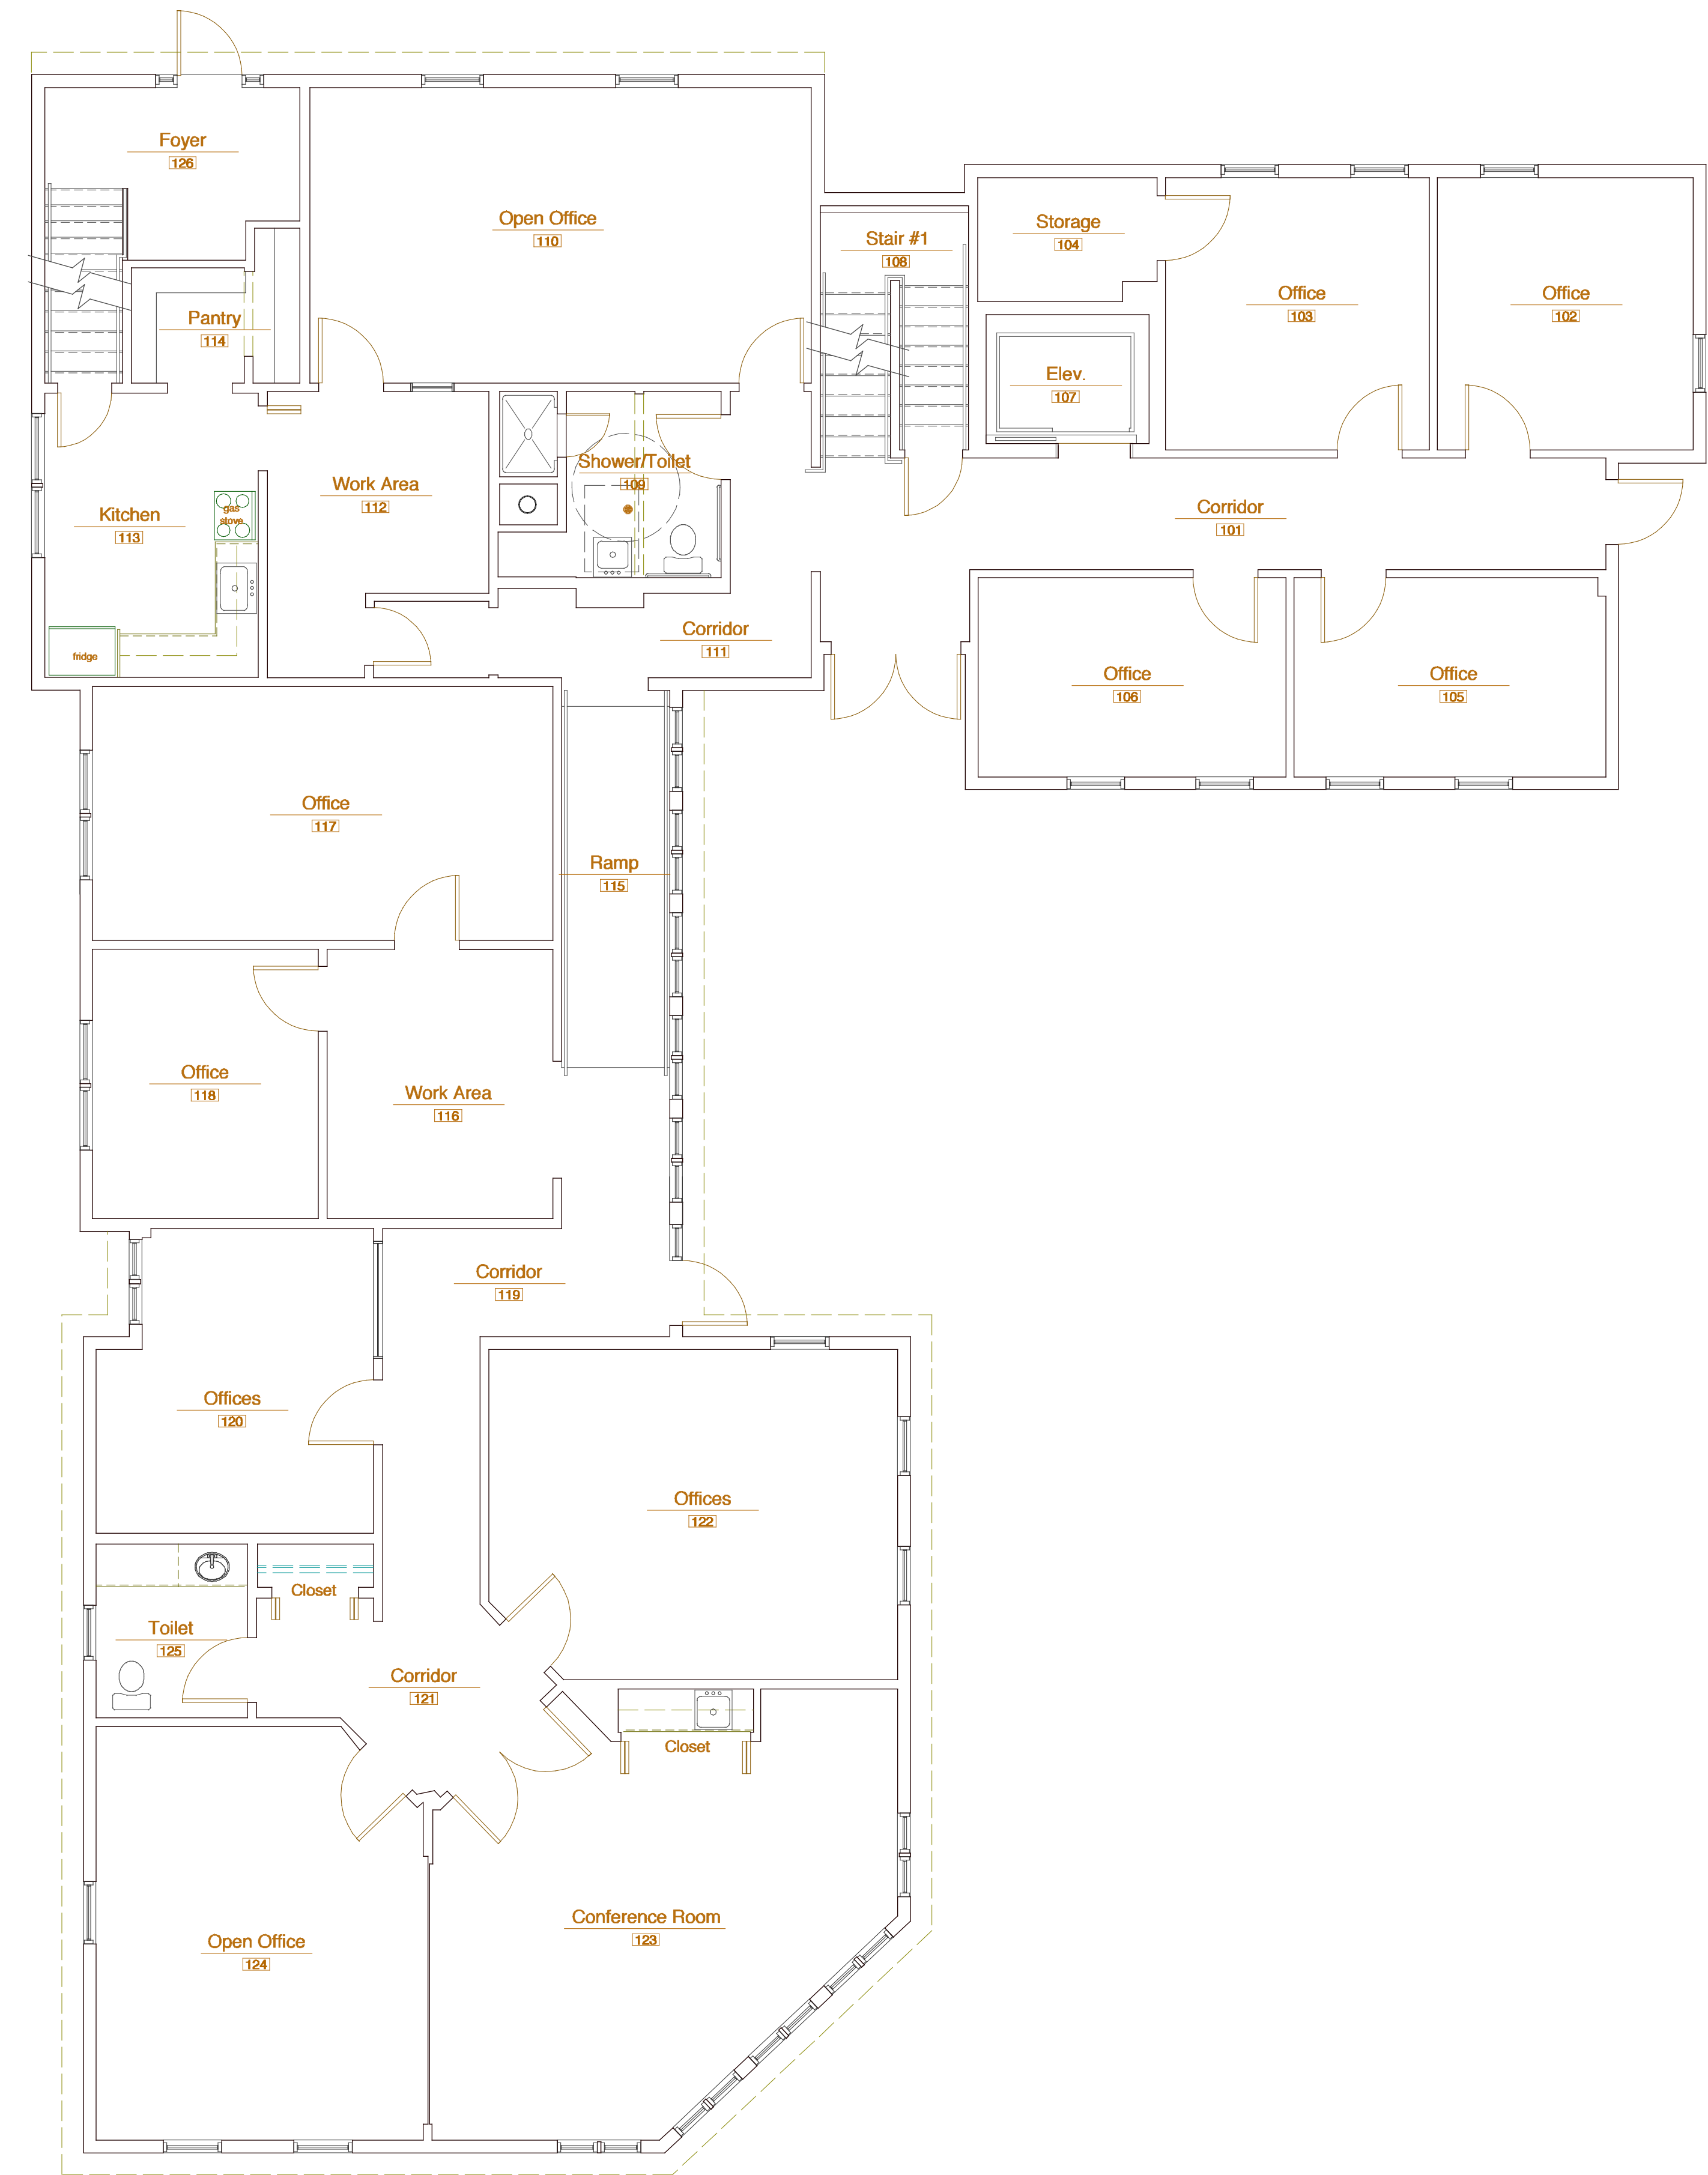 Foyer
126
Open Office
110
Stair #1
108
Storage
104
Office
103
Office
102
Pantry
114
Elev.
107
Shower/Toilet
109
Work Area
112
Kitchen
113
gas
stove
Corridor
101
fridge
Corridor
111
Office
106
Office
105
Office
117
Ramp
115
Office
118
Work Area
116
Corridor
119
Offices
120
Offices
122
Closet
Toilet
125
Corridor
121
Closet
Conference Room
123
Open Office
124